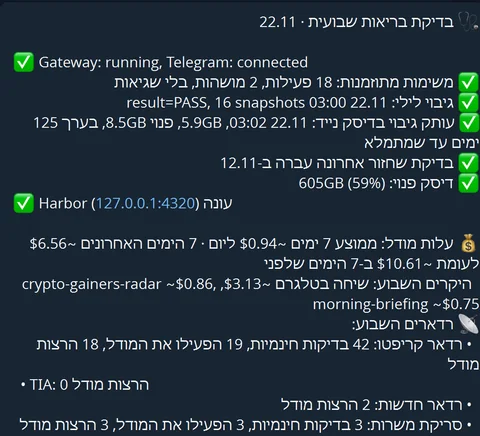 🩺 בדיקת בריאות שבועית · 22.11
✅ Gateway: running, Telegram: connected
✅ משימות מתוזמנות: 18 פעילות, 2 מושהות, בלי שגיאות
✅ גיבוי לילי: 22.11 03:00 result=PASS, 16 snapshots
✅ עותק גיבוי בדיסק נייד: 22.11 03:02, 5.9GB, פנוי 8.5GB, בערך 125
ימים עד שמתמלא
✅ בדיקת שחזור אחרונה עברה ב-12.11
✅ דיסק פנוי: 605GB (59%)
✅ Harbor (127.0.0.1:4320) עונה
💰 עלות מודל: ממוצע 7 ימים ~$0.94 ליום · 7 הימים האחרונים ~$6.56
לעומת ~$10.61 ב-7 הימים שלפני
היקרים השבוע: שיחה בטלגרם ~$3.13, crypto-gainers-radar ~$0.86,
morning-briefing ~$0.75
📡 רדארים השבוע:
• רדאר קריפטו: 42 בדיקות חינמיות, 19 הפעילו את המודל, 18 הרצות
מודל
• TIA: 0 הרצות מודל
• רדאר חדשות: 2 הרצות מודל
• סריקת משרות: 3 בדיקות חינמיות, 3 הפעילו את המודל, 3 הרצות מודל